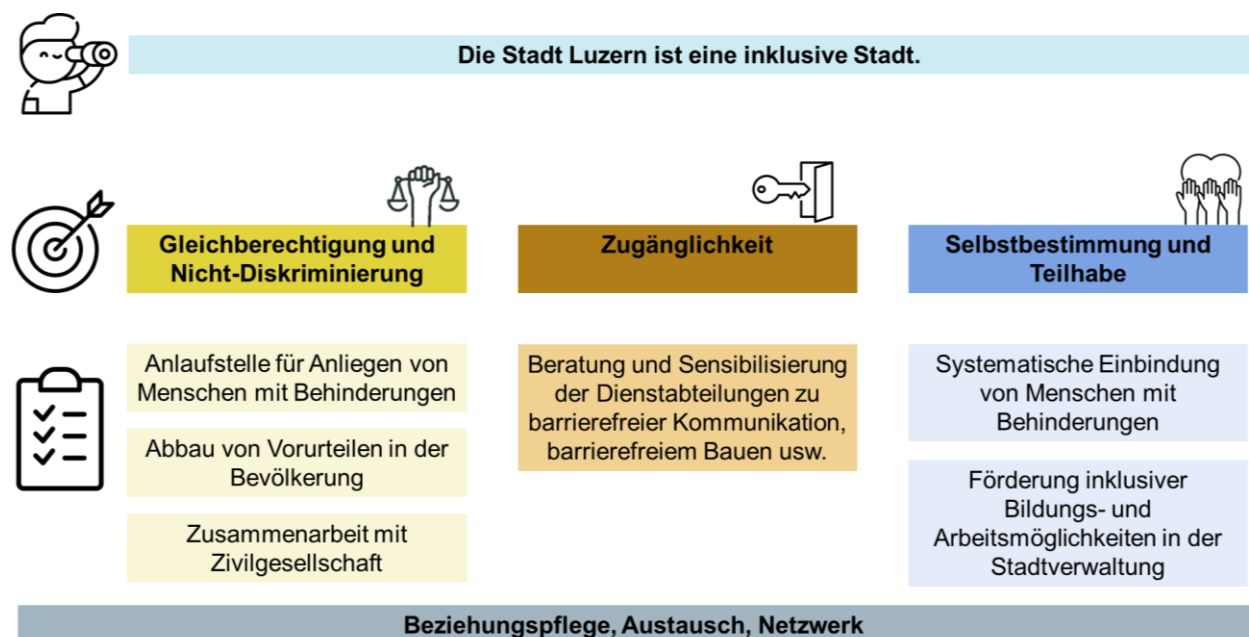 Die Stadt Luzern ist eine inklusive Stadt.
Gleichberechtigung und
Nicht-Diskriminierung
Zugänglichkeit
Selbstbestimmung und
Teilhabe
Anlaufstelle für Anliegen von
Menschen mit Behinderungen
Abbau von Vorurteilen in der
Bevölkerung
Zusammenarbeit mit
Zivilgesellschaft
Beratung und Sensibilisierung
der Dienstabteilungen zu
barrierefreier Kommunikation,
barrierefreiem Bauen usw.
Systematische Einbindung
von Menschen mit
Behinderungen
Förderung inklusiver
Bildungs- und
Arbeitsmöglichkeiten in der
Stadtverwaltung
Beziehungspflege, Austausch, Netzwerk